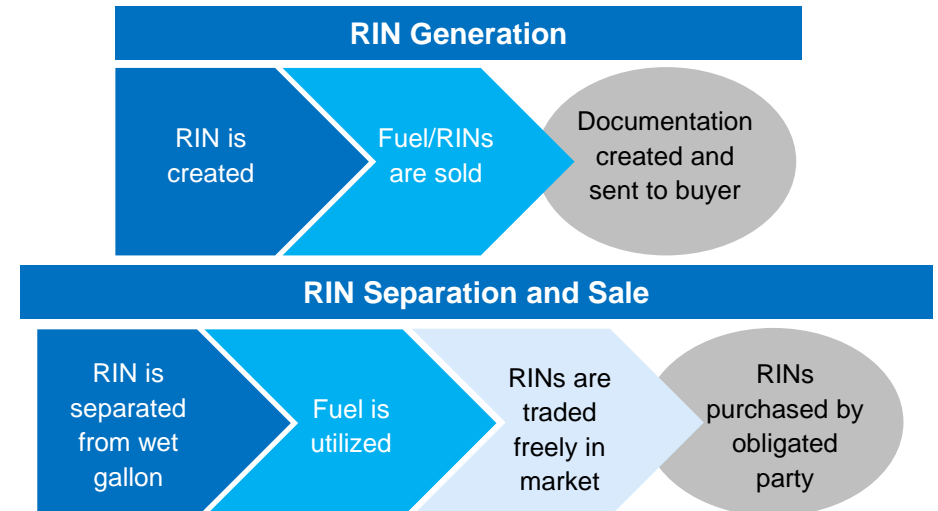 RIN Generation
RIN is
created
Fuel/RINs
are sold
Documentation
created and
sent to buyer
RIN Separation and Sale
RIN is
separated
from wet
gallon
Fuel is
utilized
RINs are
traded
freely in
market
RINs
purchased by
obligated
party